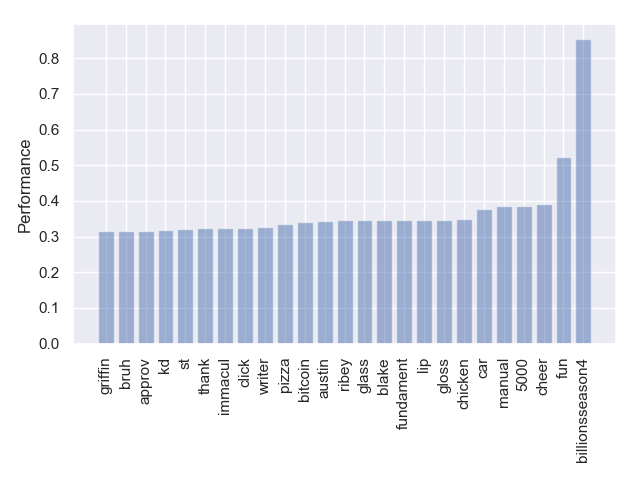 0.8
0.7
0.6
0.5
0.4
0.3
0.2
0.1
0.0
Performance
griffin
bruh
approv
kd
st
thank
immacul
dick
writer
pizza
bitcoin
austin
ribey
glass
blake
fundament
lip
gloss
chicken
car
manual
5000
cheer
fun
billionsseason4